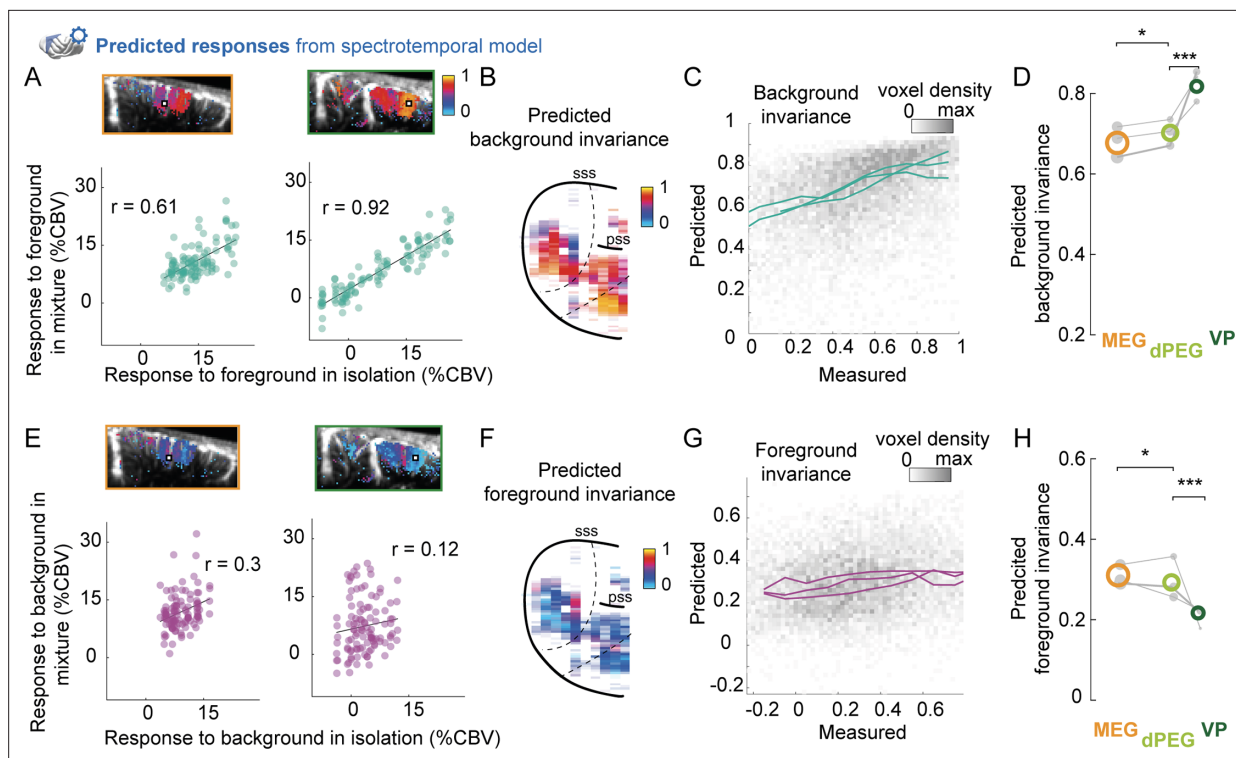 Predicted responses from spectrotemporal model
A
1
0
B
Predicted
background invariance
C
Background
invariance
voxel density
0 max
D
* ***
30
15
0
r = 0.61
0 15
30
15
0
r = 0.92
0 15
Response to foreground
in mixture (%CBV)
Response to foreground in isolation (%CBV)
sss
pss
1
0
1
0.8
0.6
0.4
0.2
0
Predicted
0 0.2 0.4 0.6 0.8 1
Measured
0.8
0.6
0.4
0.2
Predicted
background invariance
MEG dPEG VP
E
F
Predicted
foreground invariance
G
Foreground
invariance
voxel density
0 max
H
* ***
30
15
0
r = 0.3
0 15
30
15
0
r = 0.12
0 15
Response to background in
mixture (%CBV)
Response to background in isolation (%CBV)
sss
pss
1
0
0.6
0.4
0.2
0
-0.2
Predicted
-0.2 0 0.2 0.4 0.6
Measured
0.6
0.4
0.2
0
Predcited
foreground invariance
MEG dPEG VP